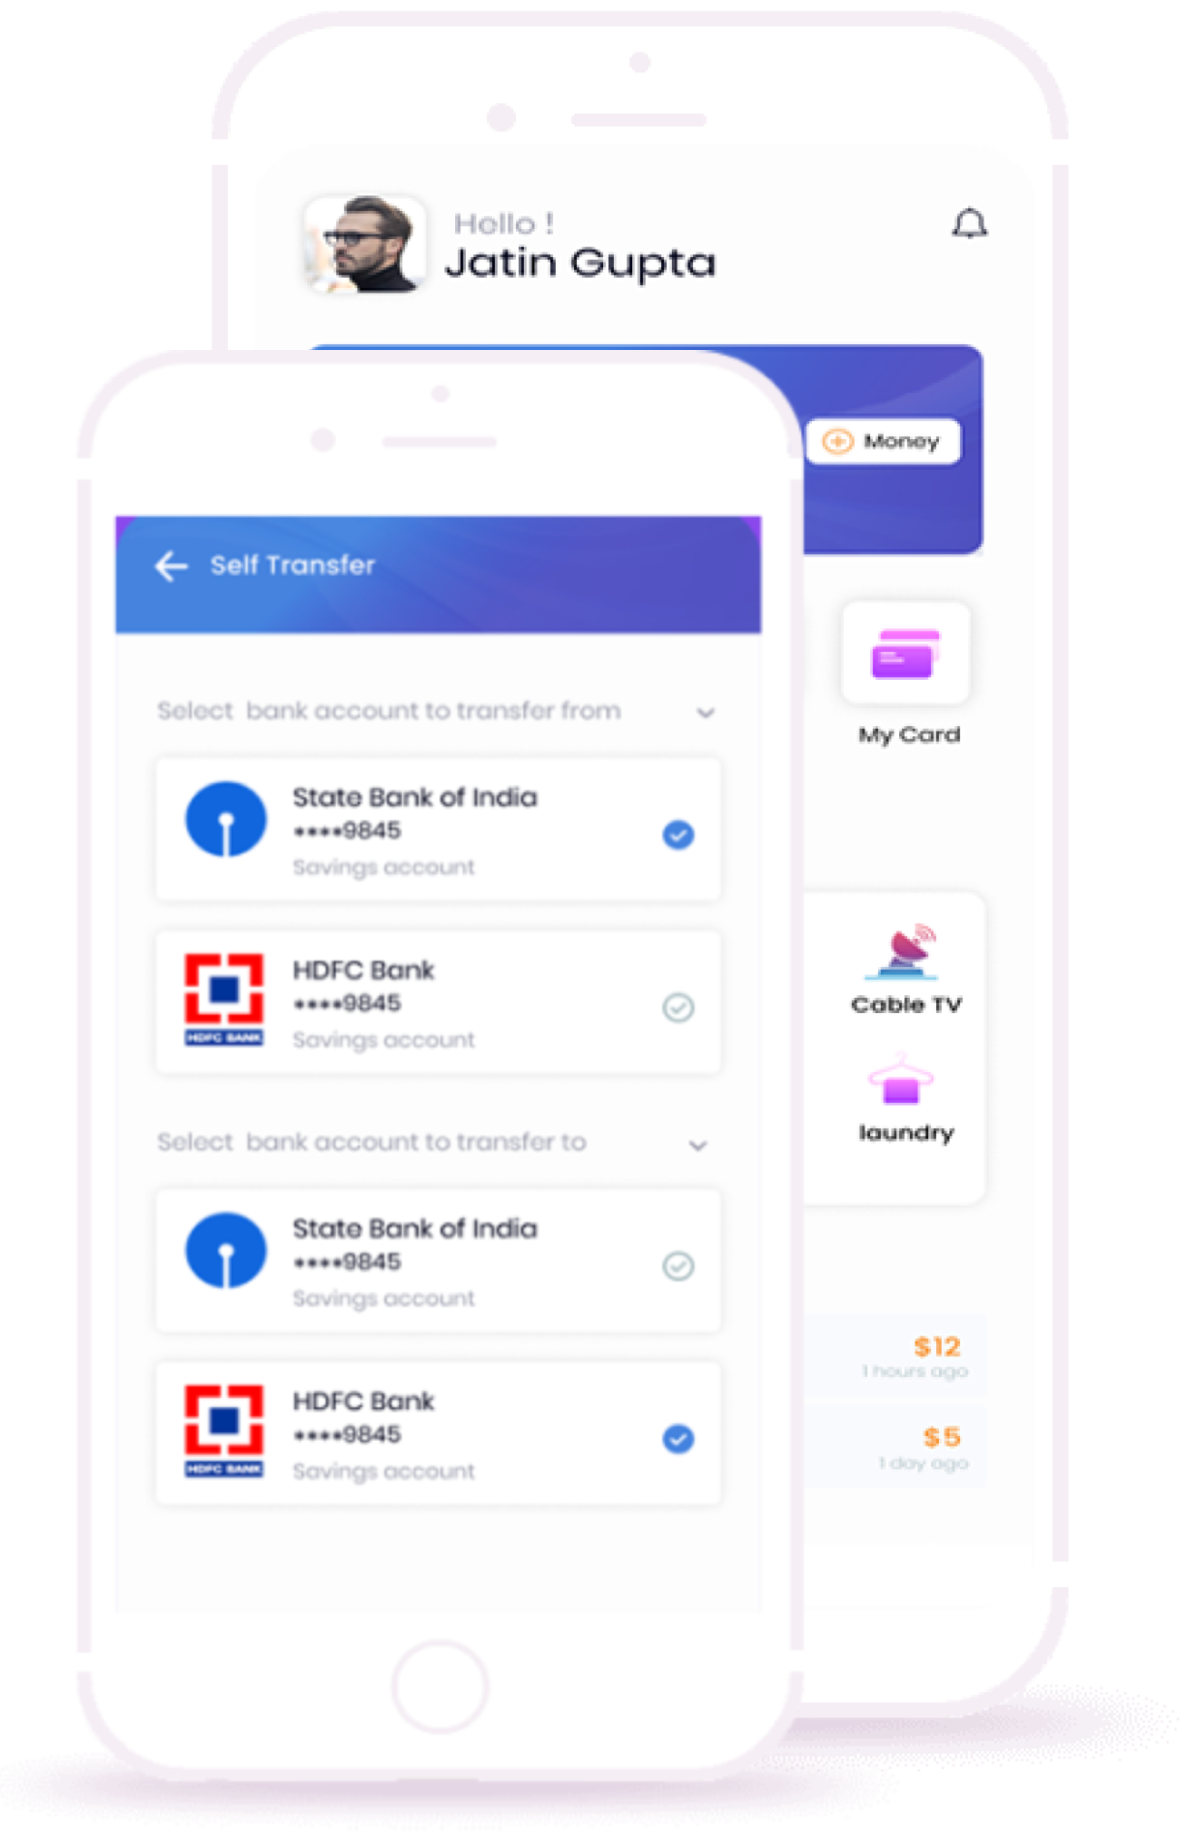 Hello !
Jatin Gupta
Money
My Card
Cable TV
laundry
$12
1 hours ago
$5
1 day ago
Self Transfer
Select bank account to transfer from
State Bank of India
****9845
Savings account
HDFC Bank
****9845
Savings account
HDFC BANK
Select bank account to transfer to
State Bank of India
****9845
Savings account
HDFC Bank
****9845
Savings account
HDFC BANK